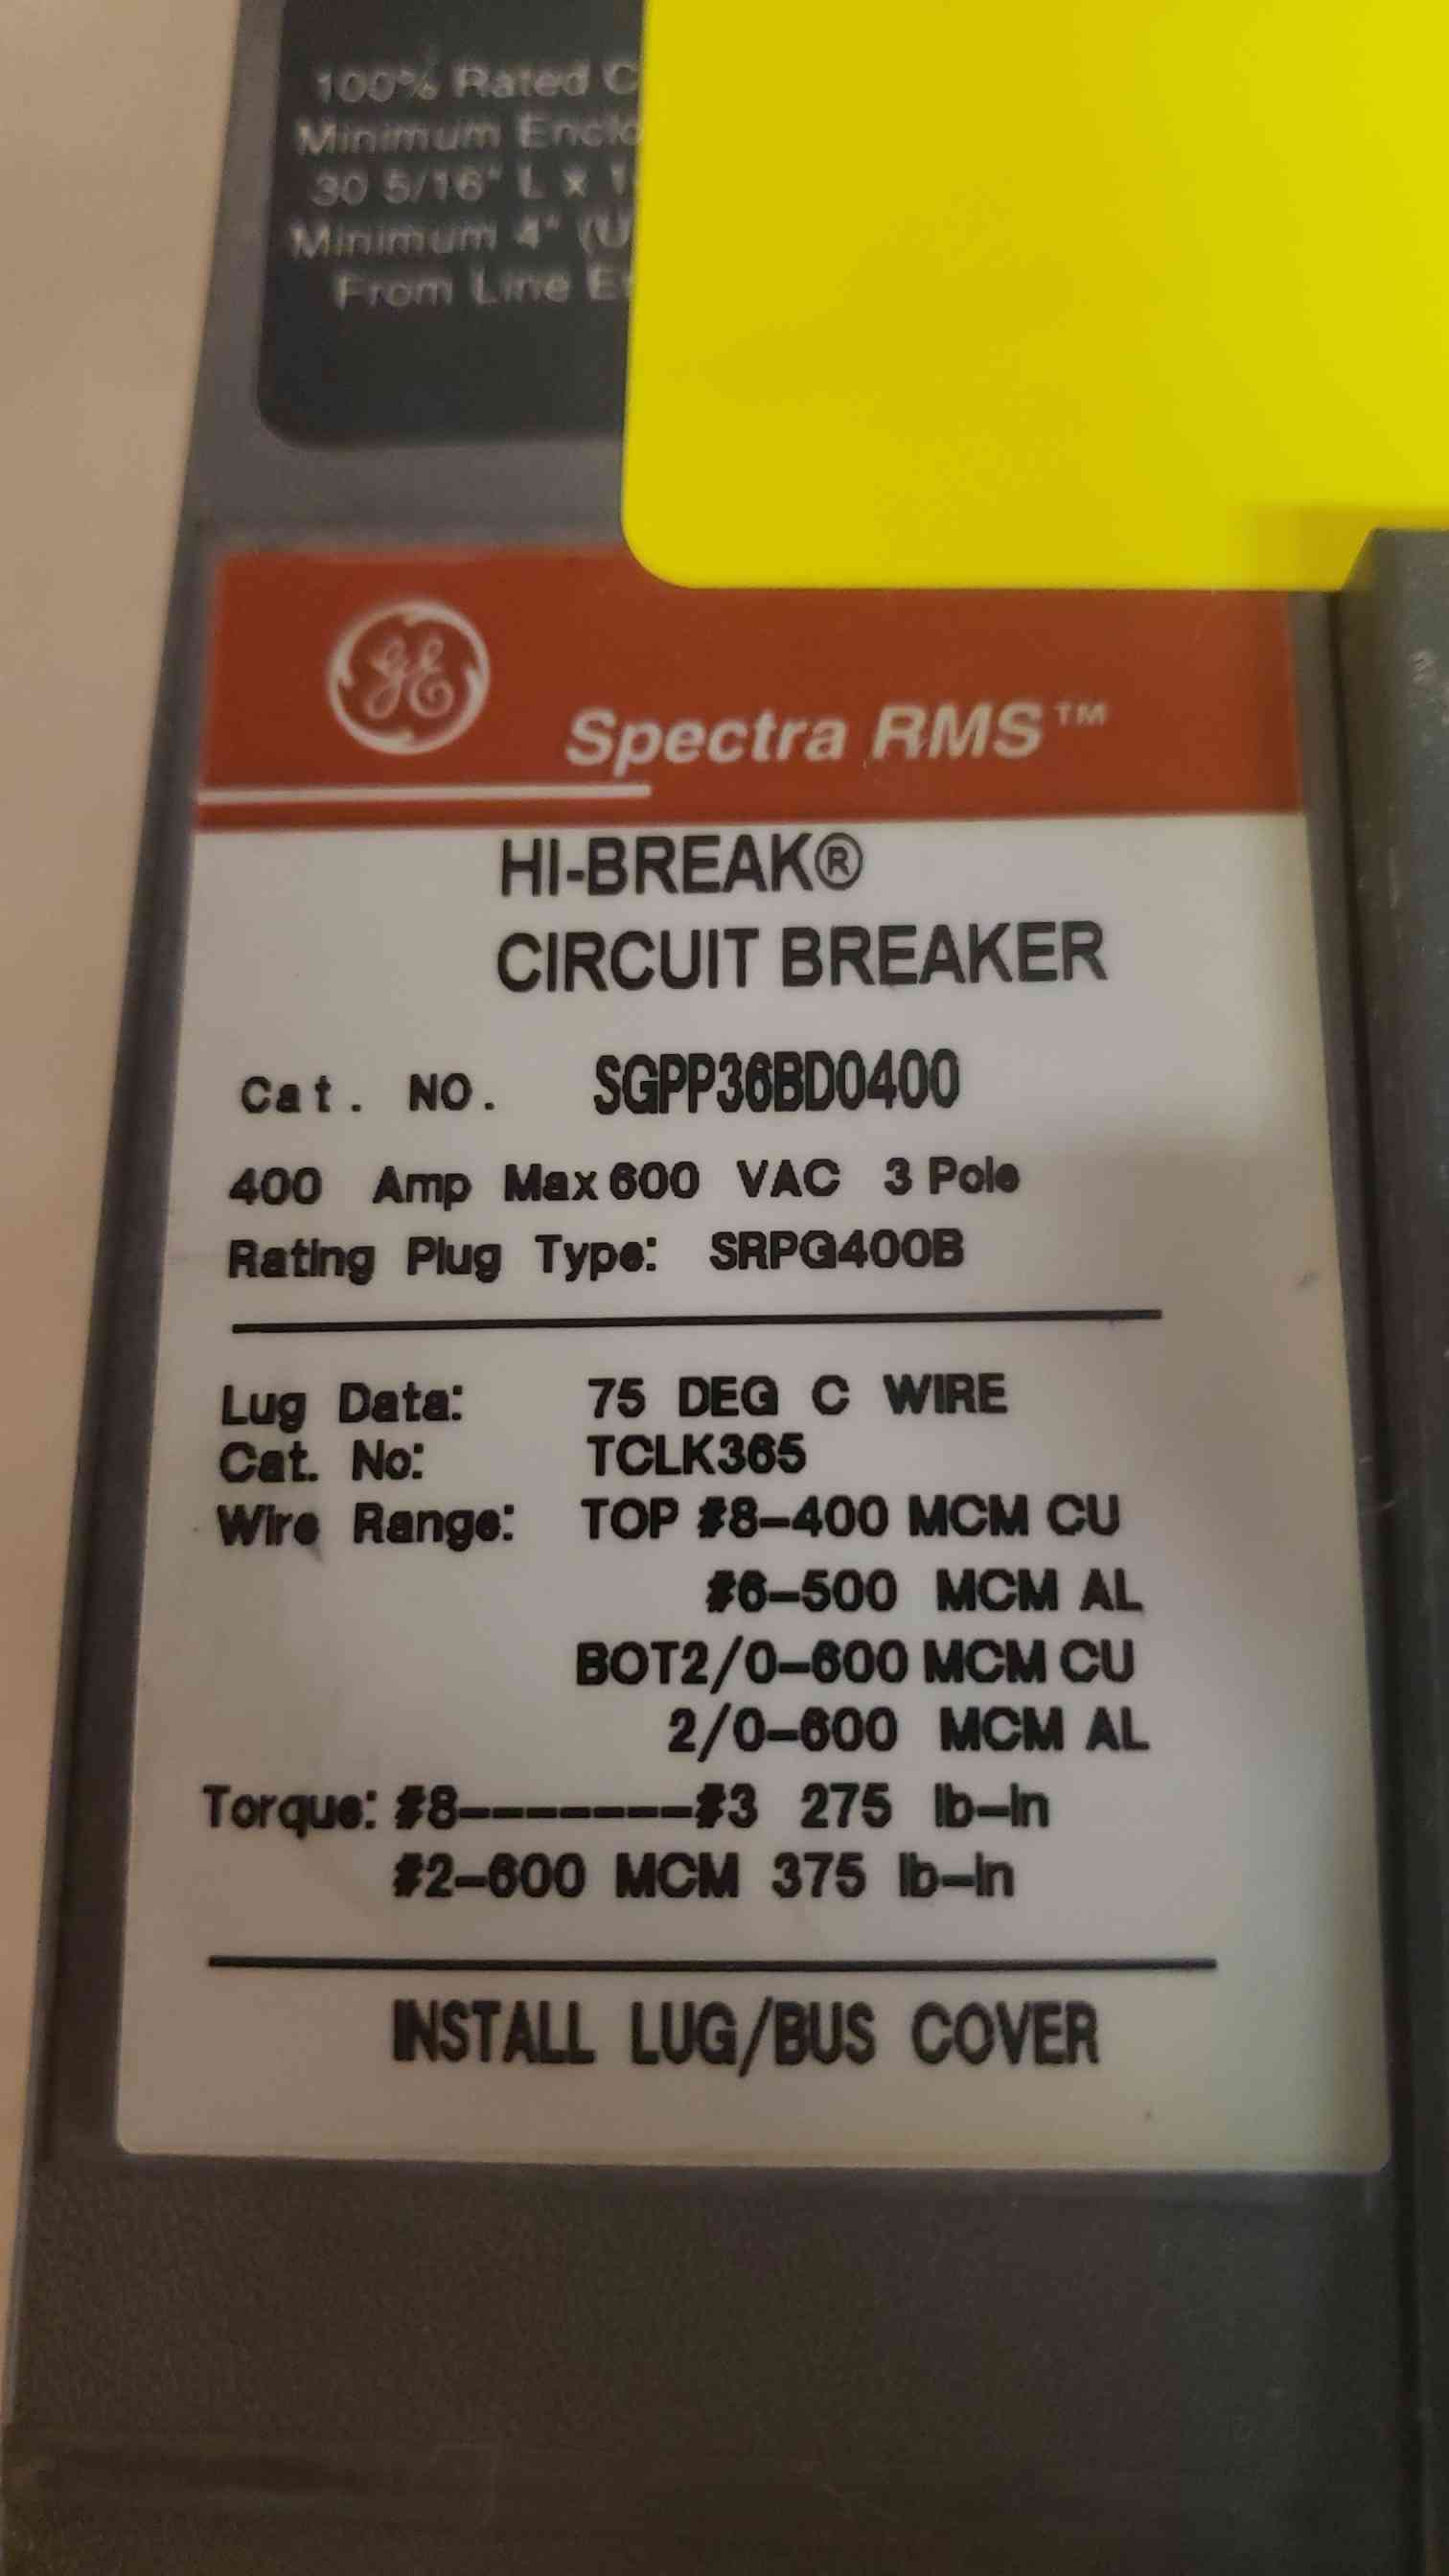 100% Rated C
Minimum Enclo
30 5/16" L x 1
Minimum 4" (U
From Line E
GE
Spectra RMS™
HI-BREAK®
CIRCUIT BREAKER
Cat. NO. SGPP36BD0400
400 Amp Max 600 VAC 3 Pole
Rating Plug Type: SRPG400B
Lug Data: 75 DEG C WIRE
Cat. No: TCLK365
Wire Range: TOP #8-400 MCM CU
#6-500 MCM AL
BOT2/0-600 MCM CU
2/0-600 MCM AL
Torque: #8-------#3 275 lb-in
#2-600 MCM 375 lb-in
INSTALL LUG/BUS COVER